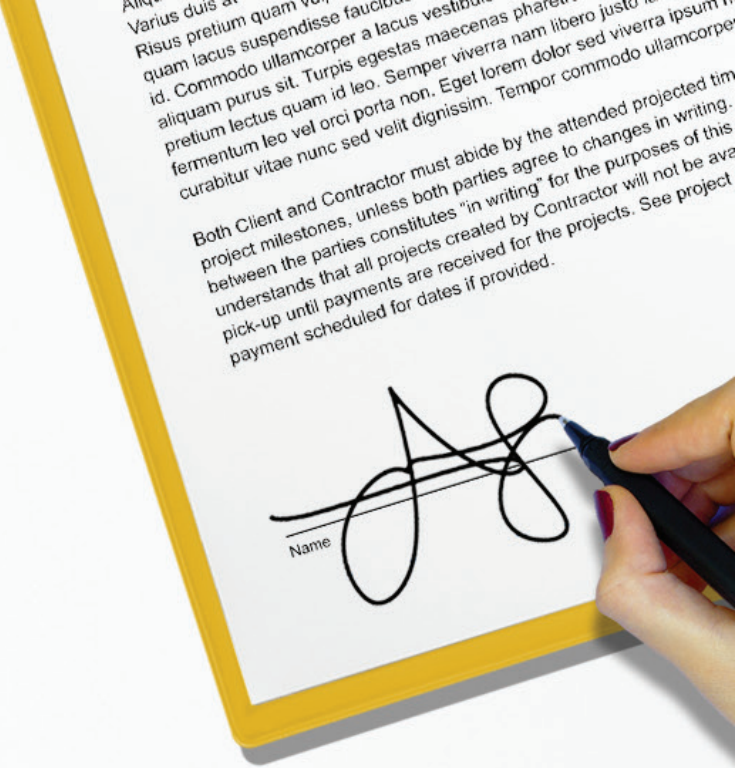 Varius duis at
Risus pretium quam
quam lacus suspendisse faucibus
id. Commodo ullamcorper a lacus vestibulum
aliquam purus sit. Turpis egestas maecenas pharetra
pretium lectus quam id leo. Semper viverra nam libero justo
fermentum leo vel orci porta non. Eget lorem dolor sed viverra ipsum
curabitur vitae nunc sed velit dignissim. Tempor commodo ullamcorper
Both Client and Contractor must abide by the attended projected tim
project milestones, unless both parties agree to changes in writing.
between the parties constitutes “in writing” for the purposes of this
understands that all projects created by Contractor will not be ava
pick-up until payments are received for the projects. See project
payment scheduled for dates if provided.
Name